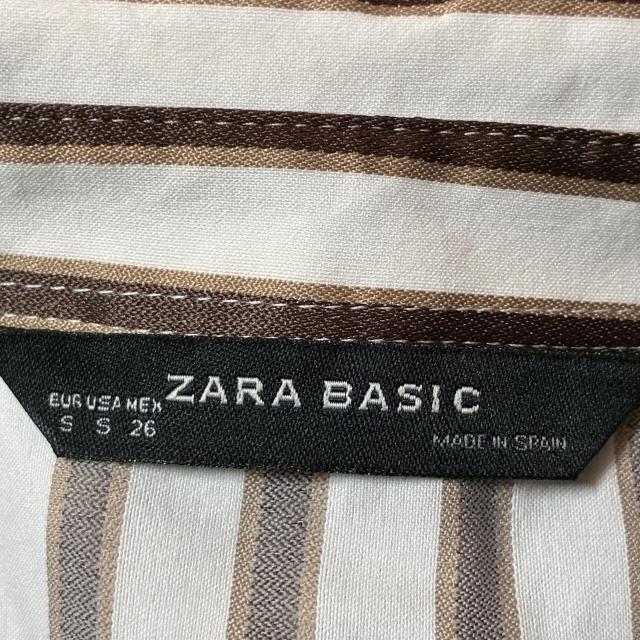 EUR USA MEX
S S 26
ZARA BASIC
MADE IN SPAIN